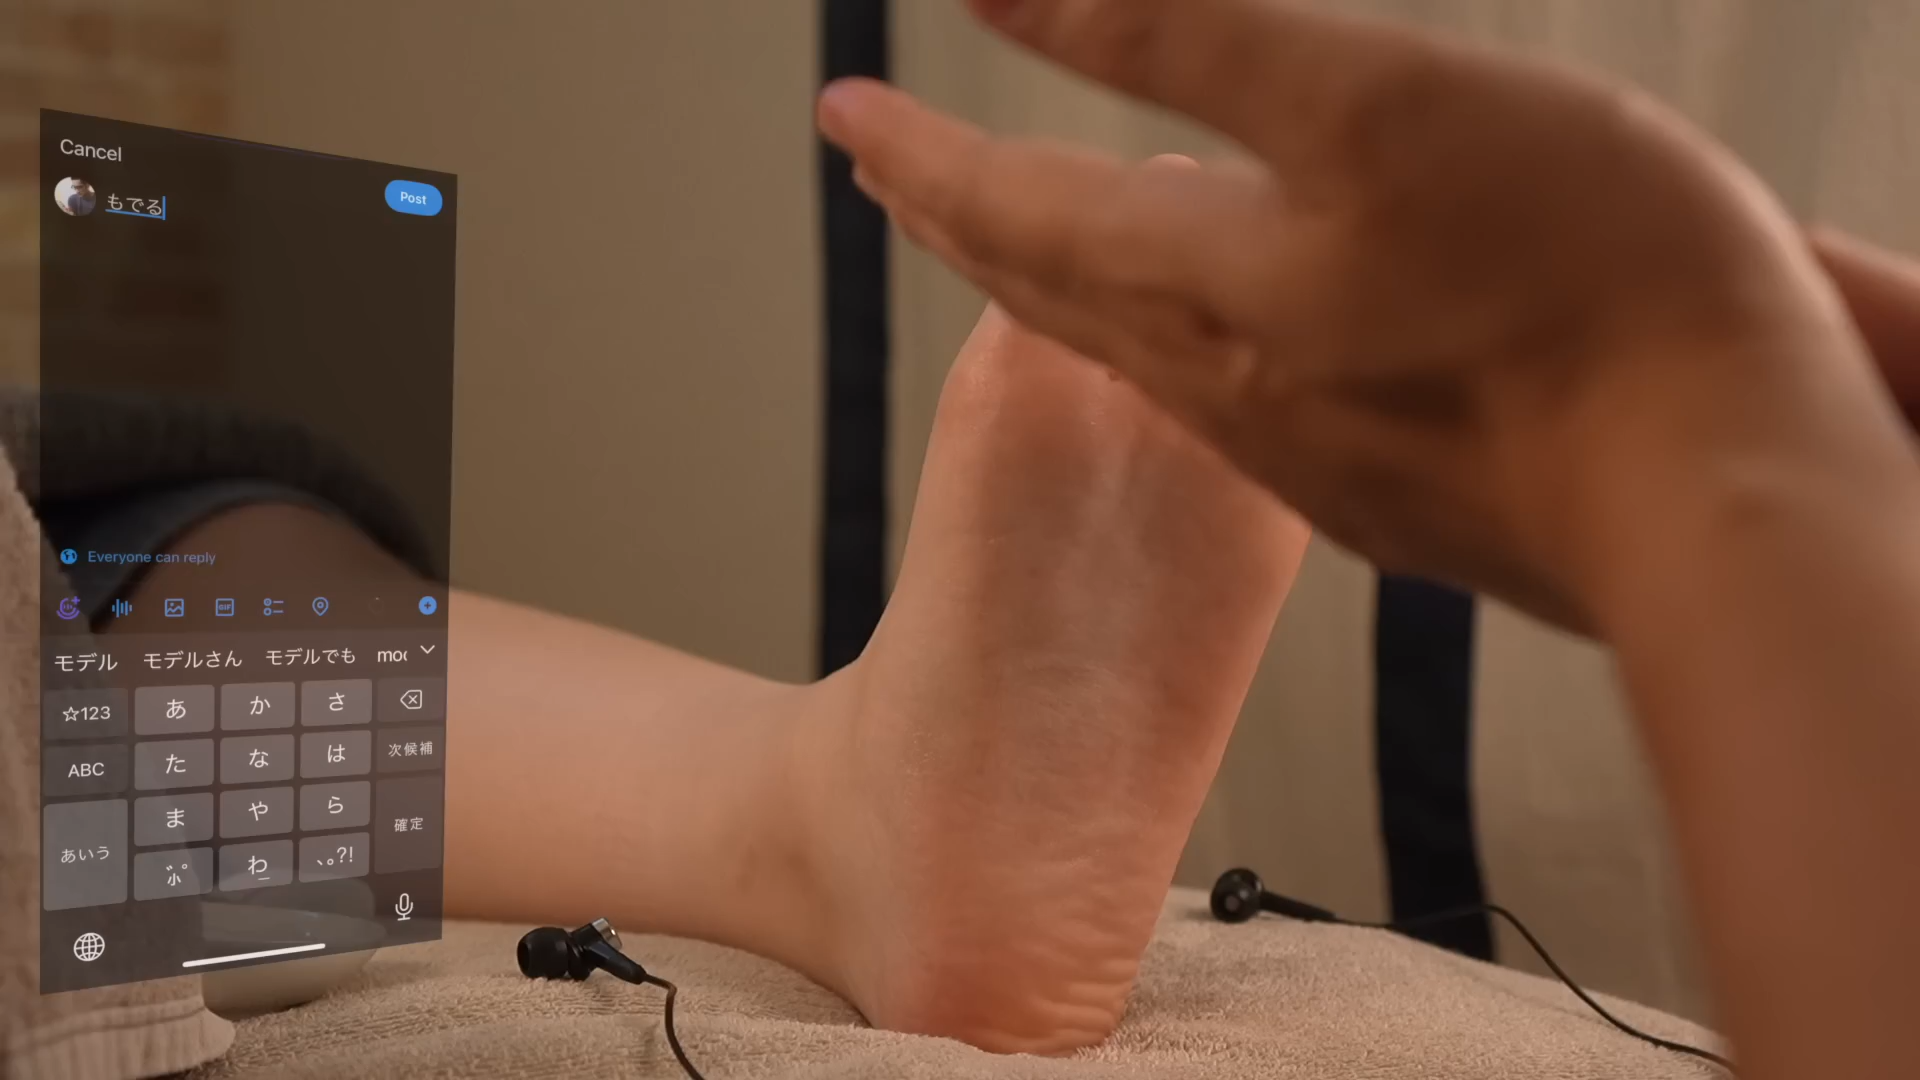 Cancel
もでる
Post
Everyone can reply
GIF
モデル モデルさん モデルでも
☆123 あ か さ
ABC た な は 次候補
あいう ま や ら 確定
゛゜小 わ 、。?!